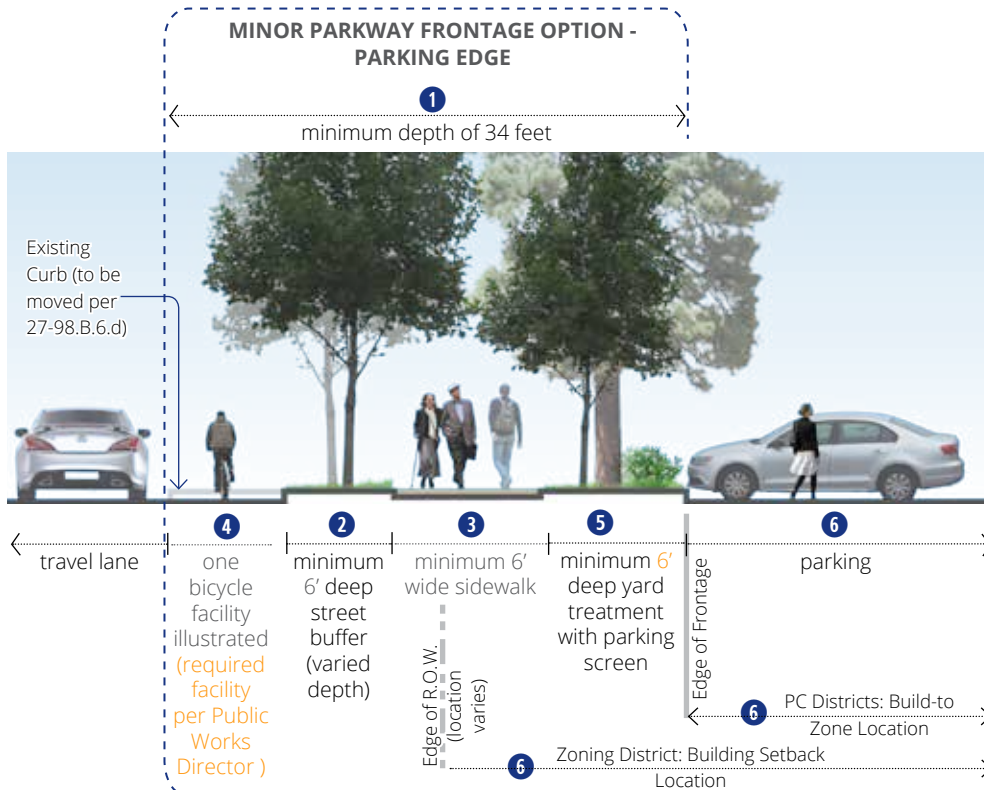 MINOR PARKWAY FRONTAGE OPTION -
PARKING EDGE
1
minimum depth of 34 feet
Existing
Curb (to be
moved per
27-98.B.6.d)
travel lane
4
one
bicycle
facility
illustrated
(required
facility
per Public
Works
Director )
2
minimum
6’ deep
street
buffer
(varied
depth)
3
minimum 6’
wide sidewalk
Edge of R.O.W.
(location
varies)
5
minimum 6’
deep yard
treatment
with parking
screen
Edge of Frontage
6
parking
6
PC Districts: Build-to
Zone Location
6
Zoning District: Building Setback
Location